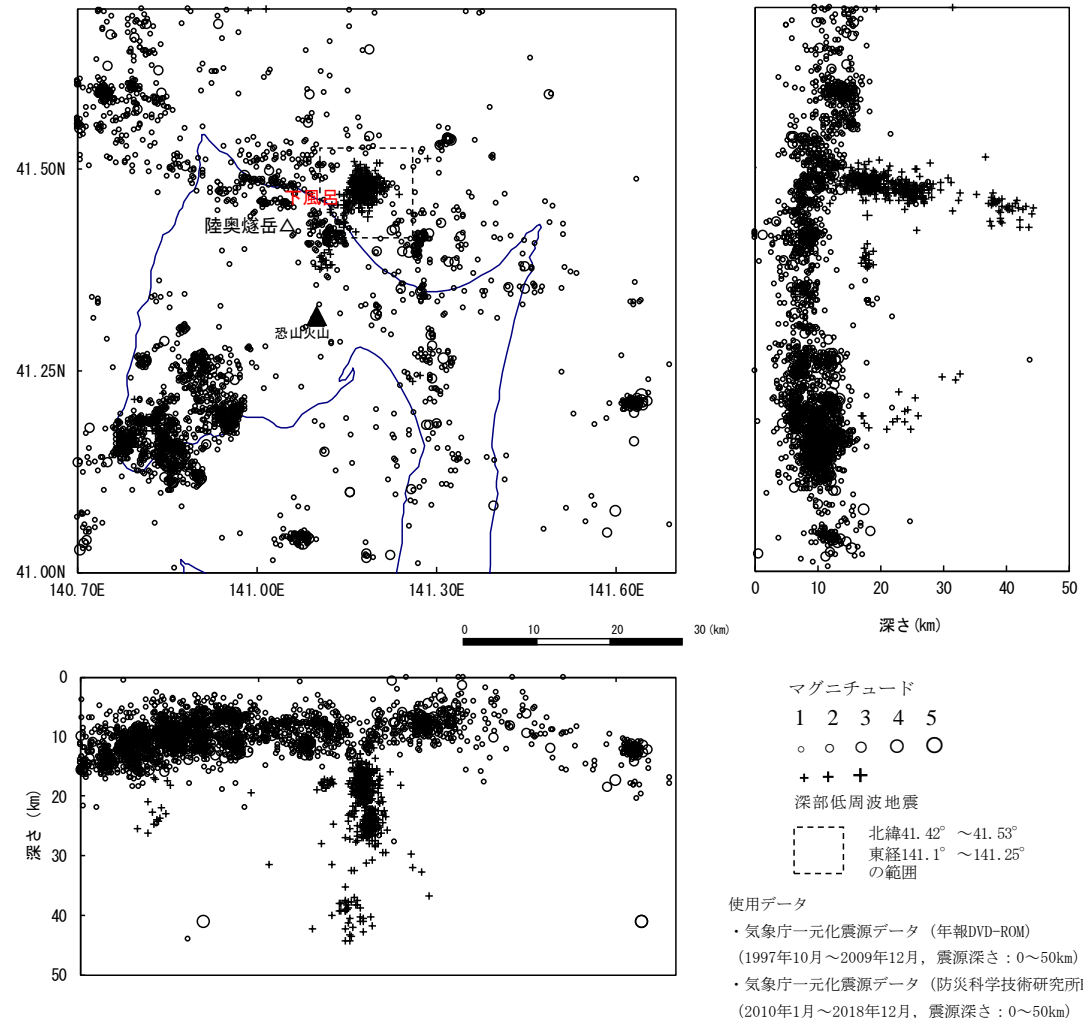 41.50N
41.25N
41.00N
140.70E 141.00E 141.30E 141.60E
下風呂
陸奥燧岳△
恐山火山
0 10 20 30 40 50
深さ(km)
0 10 20 30 (km)
0
10
20
30
40
50
深さ (km)
マグニチュード
1 2 3 4 5
深部低周波地震
北緯41.42° ～41.53°
東経141.1° ～141.25°
の範囲
使用データ
・気象庁一元化震源データ (年報DVD-ROM)
(1997年10月～2009年12月, 震源深さ：0～50km)
・気象庁一元化震源データ (防災科学技術研究所
(2010年1月～2018年12月, 震源深さ：0～50km)